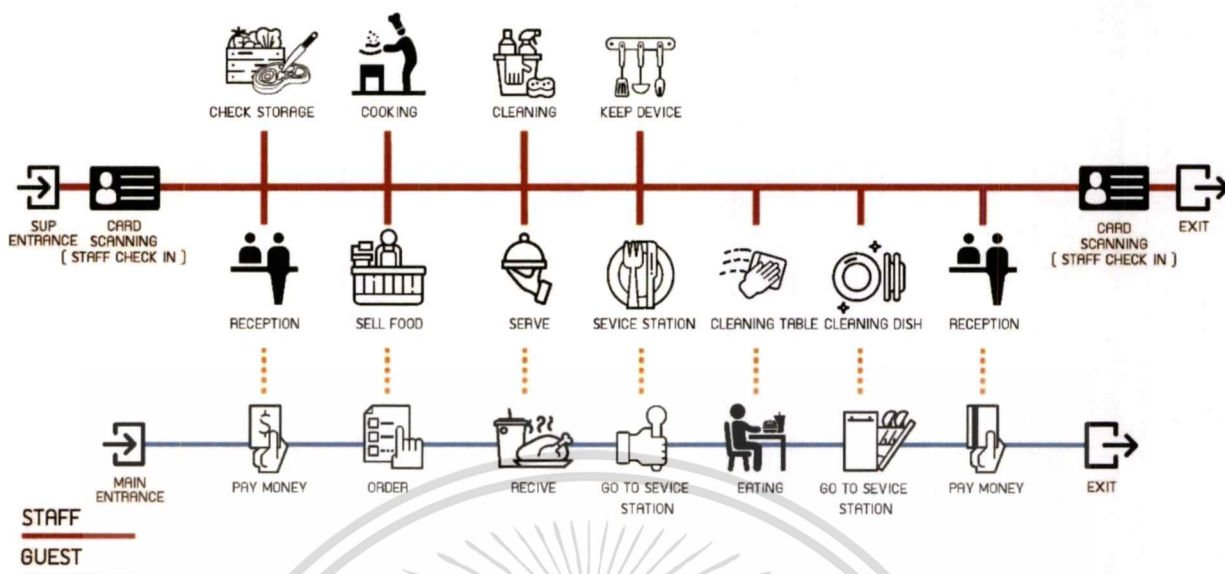 CHECK STORAGE
COOKING
CLEANING
KEEP DEVICE
SUP
ENTRANCE
CARD
SCANNING
[ STAFF CHECK IN ]
CARD
SCANNING
[ STAFF CHECK IN ]
EXIT
RECEPTION
SELL FOOD
SERVE
SEVICE STATION
CLEANING TABLE
CLEANING DISH
RECEPTION
$
MAIN
ENTRANCE
PAY MONEY
ORDER
RECIVE
GO TO SEVICE
STATION
EATING
GO TO SEVICE
STATION
PAY MONEY
EXIT
STAFF
GUEST